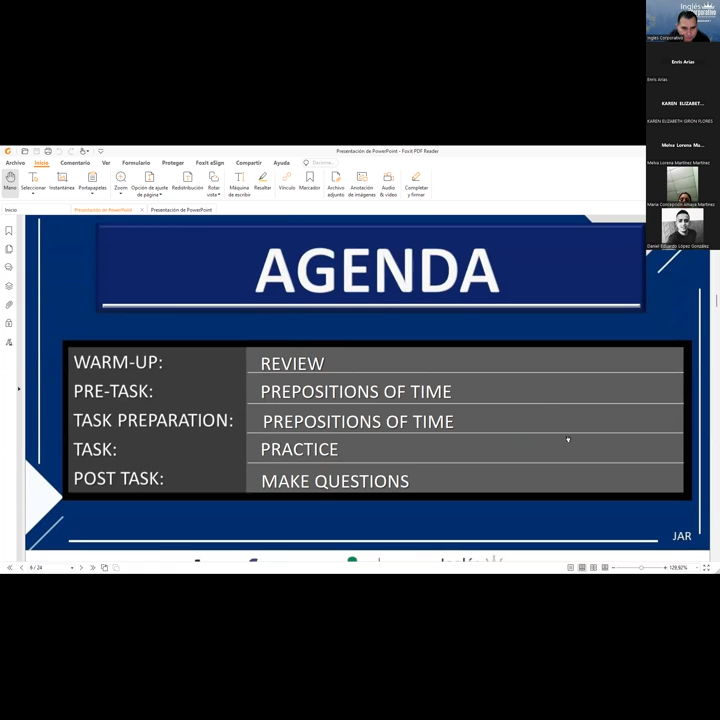 Inglés
corporativo
Inglés Corporativo
Enris Arias
Enris Arias
KAREN ELIZABET...
KAREN ELIZABETH GIRON FLORES
Melva Lorena Ma...
Melva Lorena Martinez Martinez
Maria Concepción Amaya Martinez
Daniel Eduardo López González
Presentación de PowerPoint - Foxit PDF Reader
Archivo Inicio Comentario Ver Formulario Proteger Foxit eSign Compartir Ayuda
Mano Seleccionar Instantánea Portapapeles Zoom Opción de ajuste de página Redistribución Rotar vista Máquina de escribir Resaltar Vínculo Marcador Archivo adjunto Anotación de imágenes Audio & vídeo Completar y firmar
Inicio Presentación de PowerPoint Presentación de PowerPoint
AGENDA
WARM-UP: REVIEW
PRE-TASK: PREPOSITIONS OF TIME
TASK PREPARATION: PREPOSITIONS OF TIME
TASK: PRACTICE
POST TASK: MAKE QUESTIONS
JAR
6 / 24
129,92%